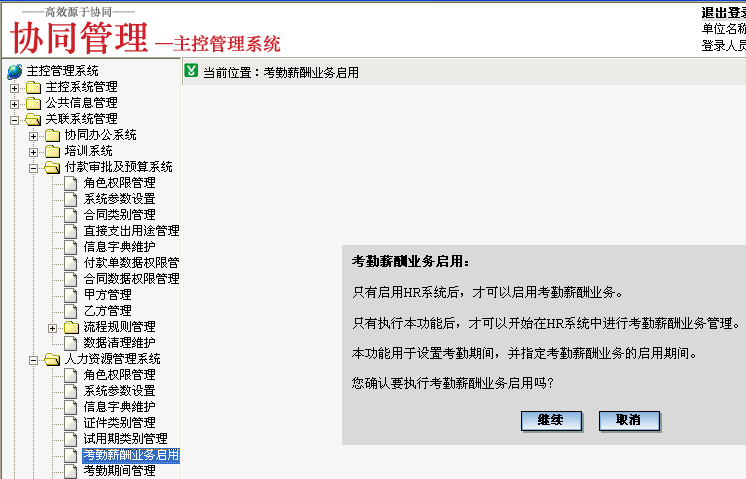 ——高效源于协同——
协同管理 —主控管理系统
退出登录
单位名称
登录人员
主控管理系统
主控系统管理
公共信息管理
关联系统管理
协同办公系统
培训系统
付款审批及预算系统
角色权限管理
系统参数设置
合同类别管理
直接支出用途管理
信息字典维护
付款单数据权限管
合同数据权限管理
甲方管理
乙方管理
流程规则管理
数据清理维护
人力资源管理系统
角色权限管理
系统参数设置
信息字典维护
证件类别管理
试用期类别管理
考勤薪酬业务启用
考勤期间管理
当前位置：考勤薪酬业务启用
考勤薪酬业务启用：
只有启用HR系统后，才可以启用考勤薪酬业务。
只有执行本功能后，才可以开始在HR系统中进行考勤薪酬业务管理。
本功能用于设置考勤期间，并指定考勤薪酬业务的启用期间。
您确认要执行考勤薪酬业务启用吗？
继续 取消